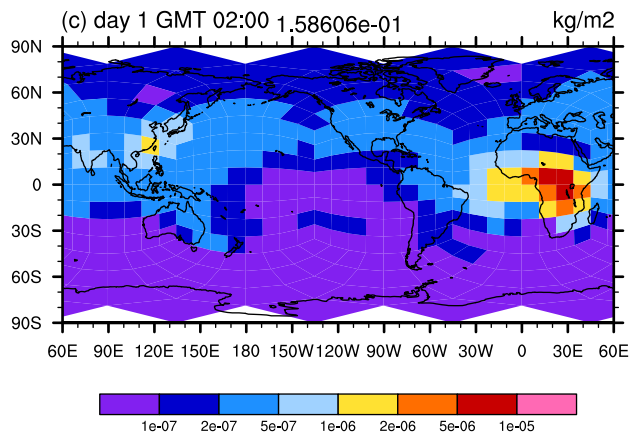 (c) day 1 GMT 02:00 1.58606e-01 kg/m2
90N
60N
30N
0
30S
60S
90S
60E 90E 120E 150E 180 150W 120W 90W 60W 30W 0 30E 60E
1e-07 2e-07 5e-07 1e-06 2e-06 5e-06 1e-05